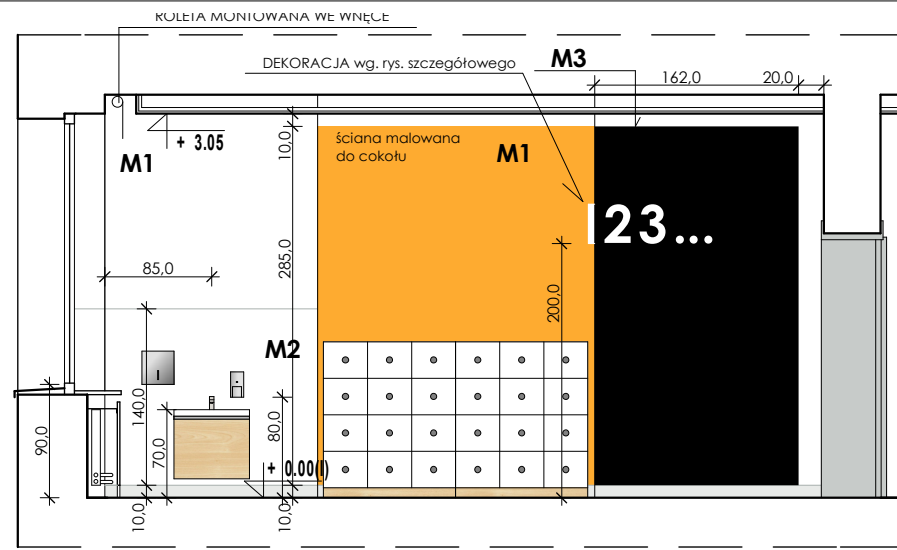 ROLETA MONTOWANA WE WNĘCE
DEKORACJA wg. rys. szczegółowego
M3
162,0
20,0
+ 3.05
M1
10,0
ściana malowana
do cokołu
M1
123...
85,0
285,0
200,0
M2
140,0
90,0
70,0
80,0
+ 0.00(I)
10,0
10,0